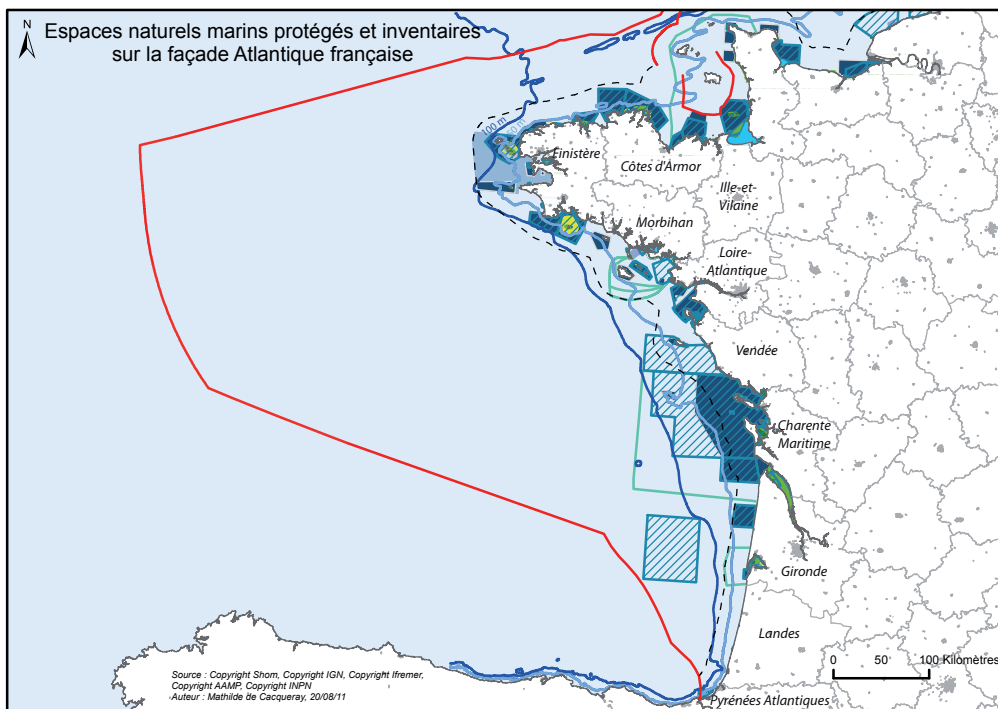 N
Espaces naturels marins protégés et inventaires
sur la façade Atlantique française
100 m
50 m
Finistère
Côtes d'Armor
Ille-et-
Vilaine
Morbihan
Loire-
Atlantique
Vendée
Charente
Maritime
Gironde
Landes
0 50 100 Kilomètres
Pyrénées Atlantiques
Source : Copyright Shom, Copyright IGN, Copyright Ifremer,
Copyright AAMP, Copyright INPN
Auteur : Mathilde de Cacqueray, 20/08/11